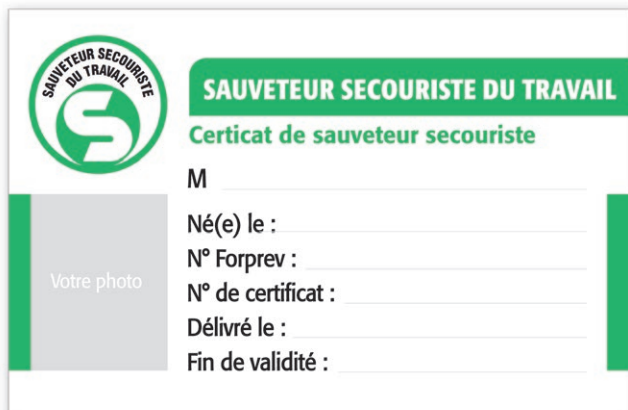 SAUVETEUR SECOURISTE
DU TRAVAIL
SAUVETEUR SECOURISTE DU TRAVAIL
Certicat de sauveteur secouriste
M
Né(e) le :
N° Forprev :
Votre photo
N° de certificat :
Délivré le :
Fin de validité :